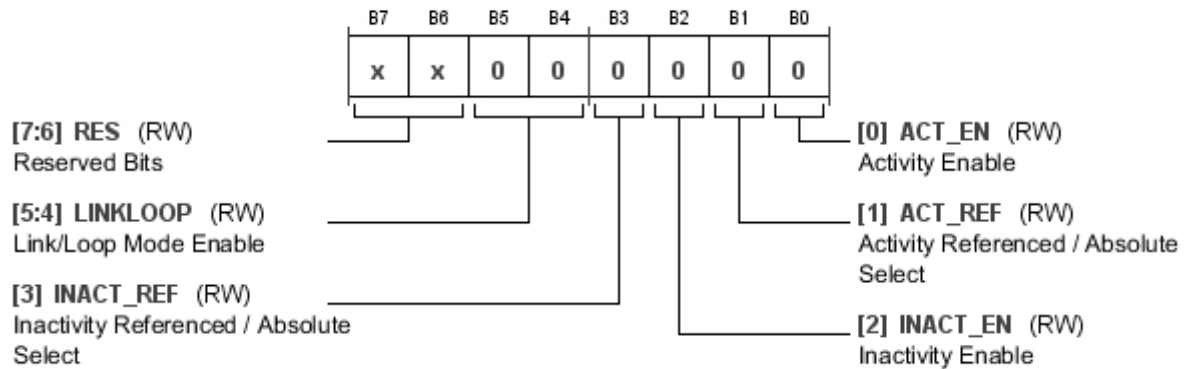 B7 B6 B5 B4 B3 B2 B1 B0
x x 0 0 0 0 0 0
[7:6] RES (RW)
Reserved Bits
[5:4] LINKLOOP (RW)
Link/Loop Mode Enable
[3] INACT_REF (RW)
Inactivity Referenced / Absolute
Select
[0] ACT_EN (RW)
Activity Enable
[1] ACT_REF (RW)
Activity Referenced / Absolute
Select
[2] INACT_EN (RW)
Inactivity Enable